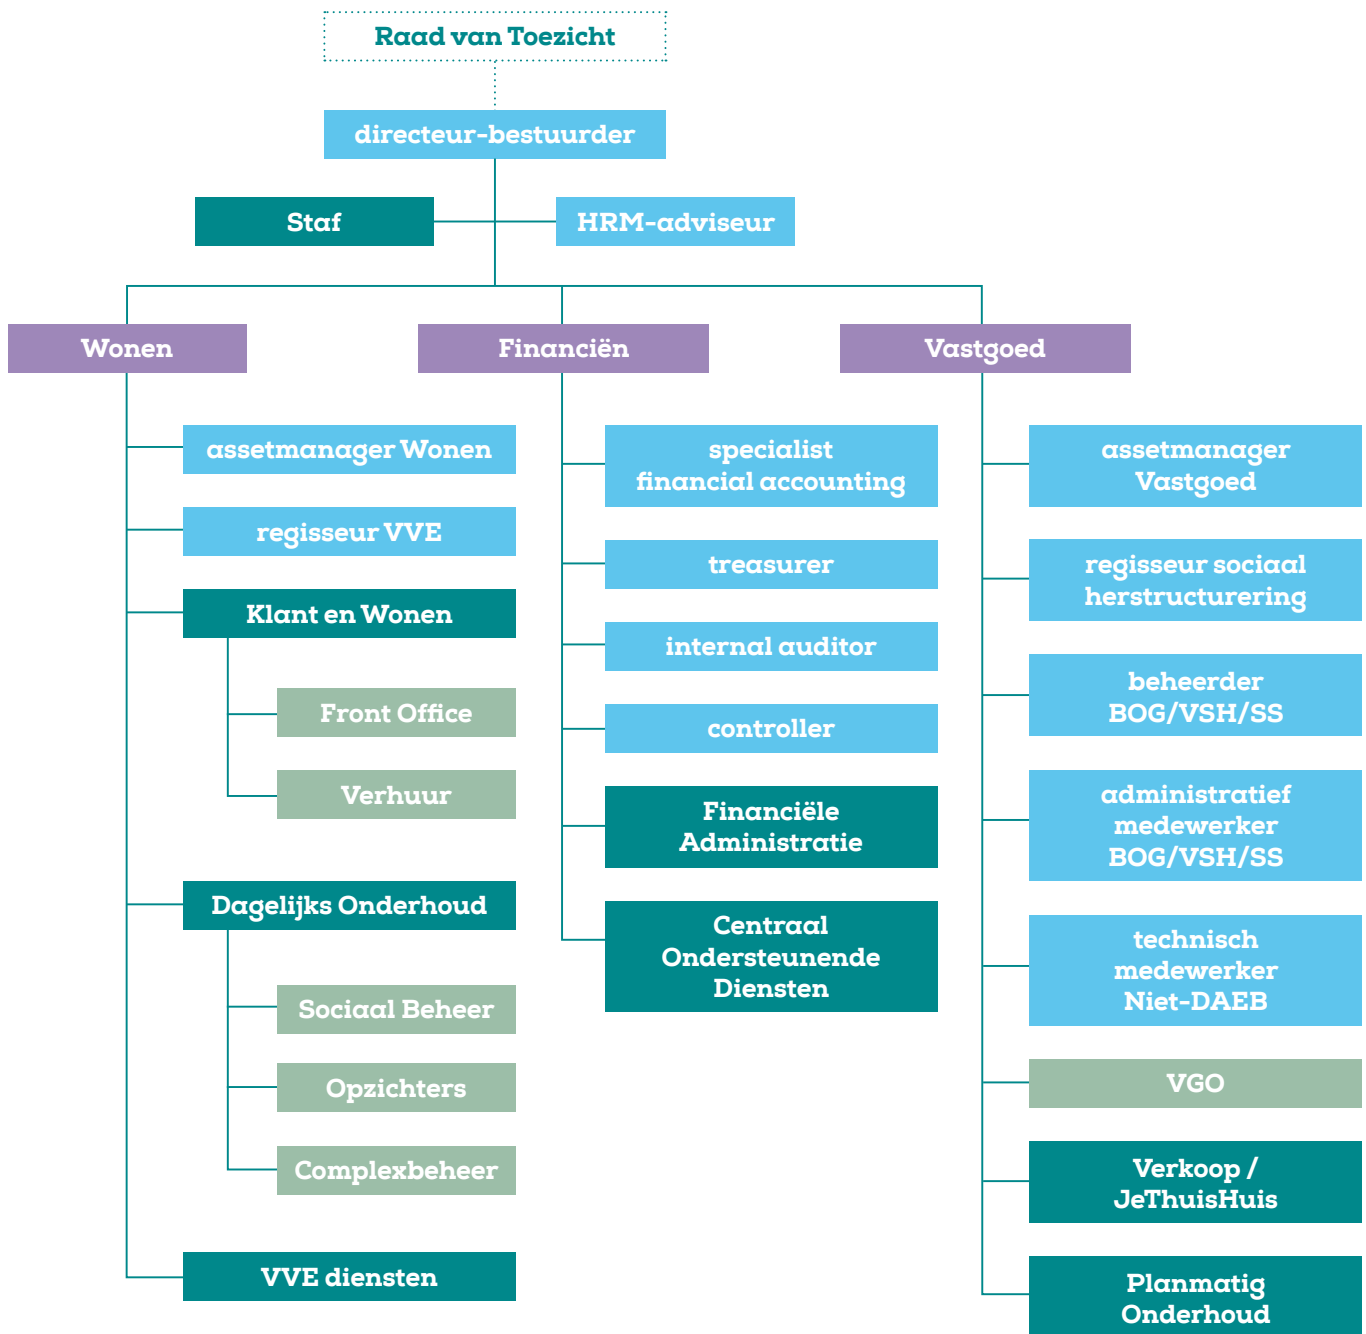 Raad van Toezicht
directeur-bestuurder
Staf
HRM-adviseur
Wonen
Financiën
Vastgoed
assetmanager Wonen
regisseur VVE
Klant en Wonen
Front Office
Verhuur
Dagelijks Onderhoud
Sociaal Beheer
Opzichters
Complexbeheer
VVE diensten
specialist
financial accounting
treasurer
internal auditor
controller
Financiële
Administratie
Centraal
Ondersteunende
Diensten
assetmanager
Vastgoed
regisseur sociaal
herstructurering
beheerder
BOG/VSH/SS
administratief
medewerker
BOG/VSH/SS
technisch
medewerker
Niet-DAEB
VGO
Verkoop /
JeThuisHuis
Planmatig
Onderhoud